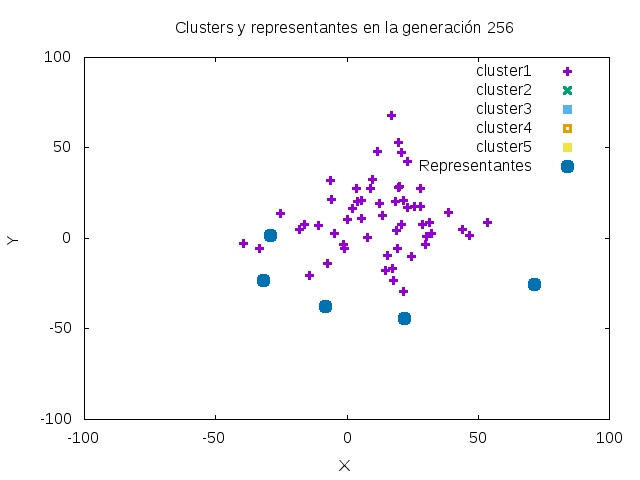 Clusters y representantes en la generación 256
100
50
0
-50
-100
-100 -50 0 50 100
Y
X
cluster1
cluster2
cluster3
cluster4
cluster5
Representantes